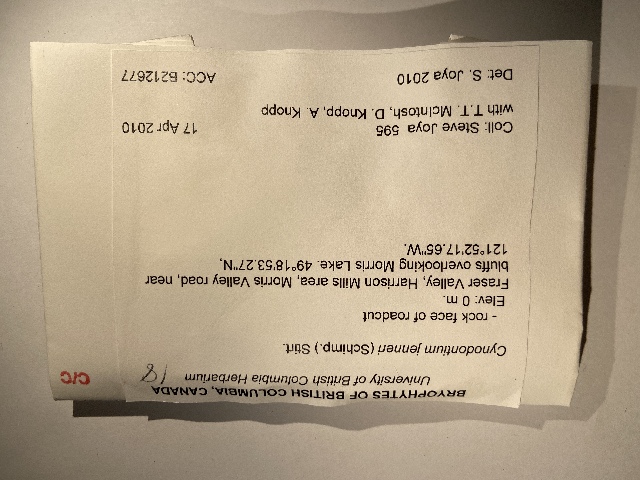 BRYOPHYTES OF BRITISH COLUMBIA, CANADA
University of British Columbia Herbarium
18
C/C
Cynodontium jenneri (Schimp.) Stirt.
- rock face of roadcut
Elev: 0 m.
Fraser Valley, Harrison Mills area, Morris Valley, road, near
bluffs overlooking Morris Lake. 49°18'53.27"N,
121°52'17.65"W.
Coll: Steve Joya 595 17 Apr 2010
with T.T. McIntosh, D. Knopp, A. Knopp
Det: S. Joya 2010 ACC: B212677